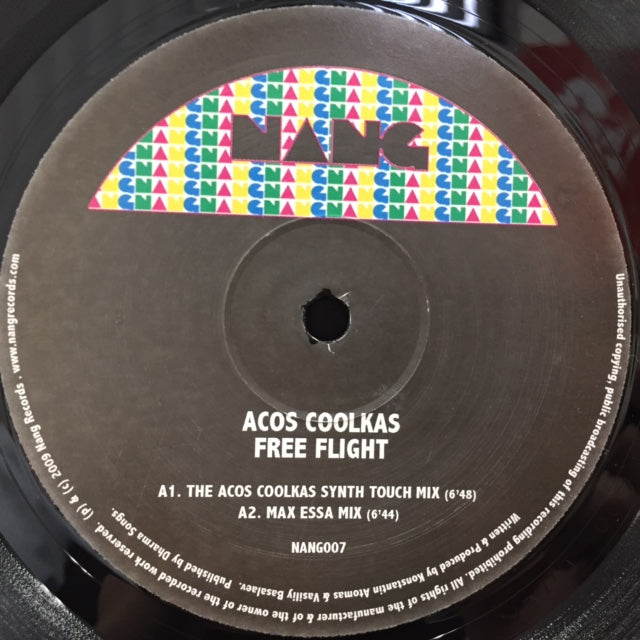 NANG
ACOS COOLKAS
FREE FLIGHT
A1. THE ACOS COOLKAS SYNTH TOUCH MIX (6'48)
A2. MAX ESSA MIX (6'44)
NANG007
Unauthorised copying, public broadcasting of this recording prohibited. All rights of the manufacturer & of the owner of the recorded work reserved. (p) & (c) 2009 Nang Records · www.nangrecords.com
Written & Produced by Konstantin Atomas & Vasiliy Basalaev. Published by Dharma Songs.